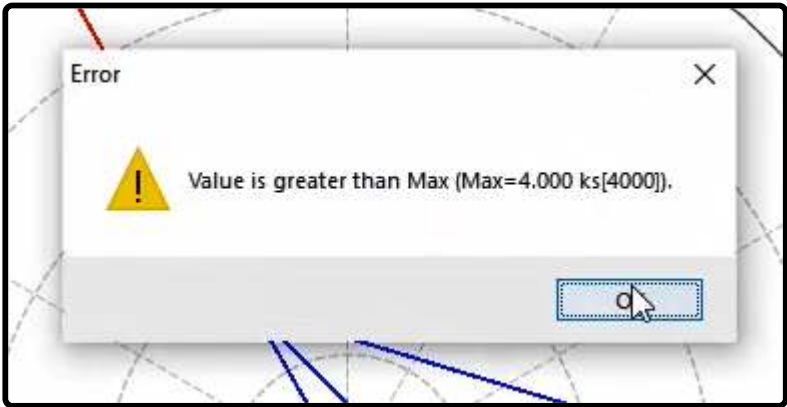 Error
Value is greater than Max (Max=4.000 ks[4000]).